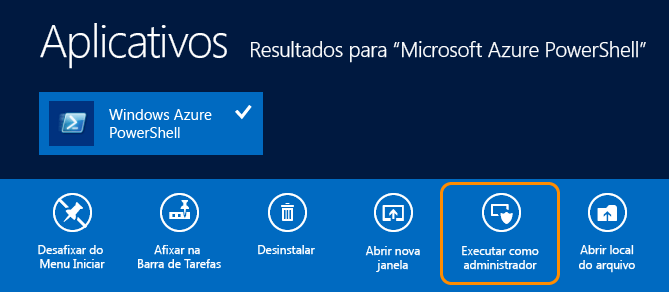 Aplicativos Resultados para “Microsoft Azure PowerShell”
Windows Azure
PowerShell
Desafixar do
Menu Iniciar
Afixar na
Barra de Tarefas
Desinstalar
Abrir nova
janela
Executar como
administrador
Abrir local
do arquivo